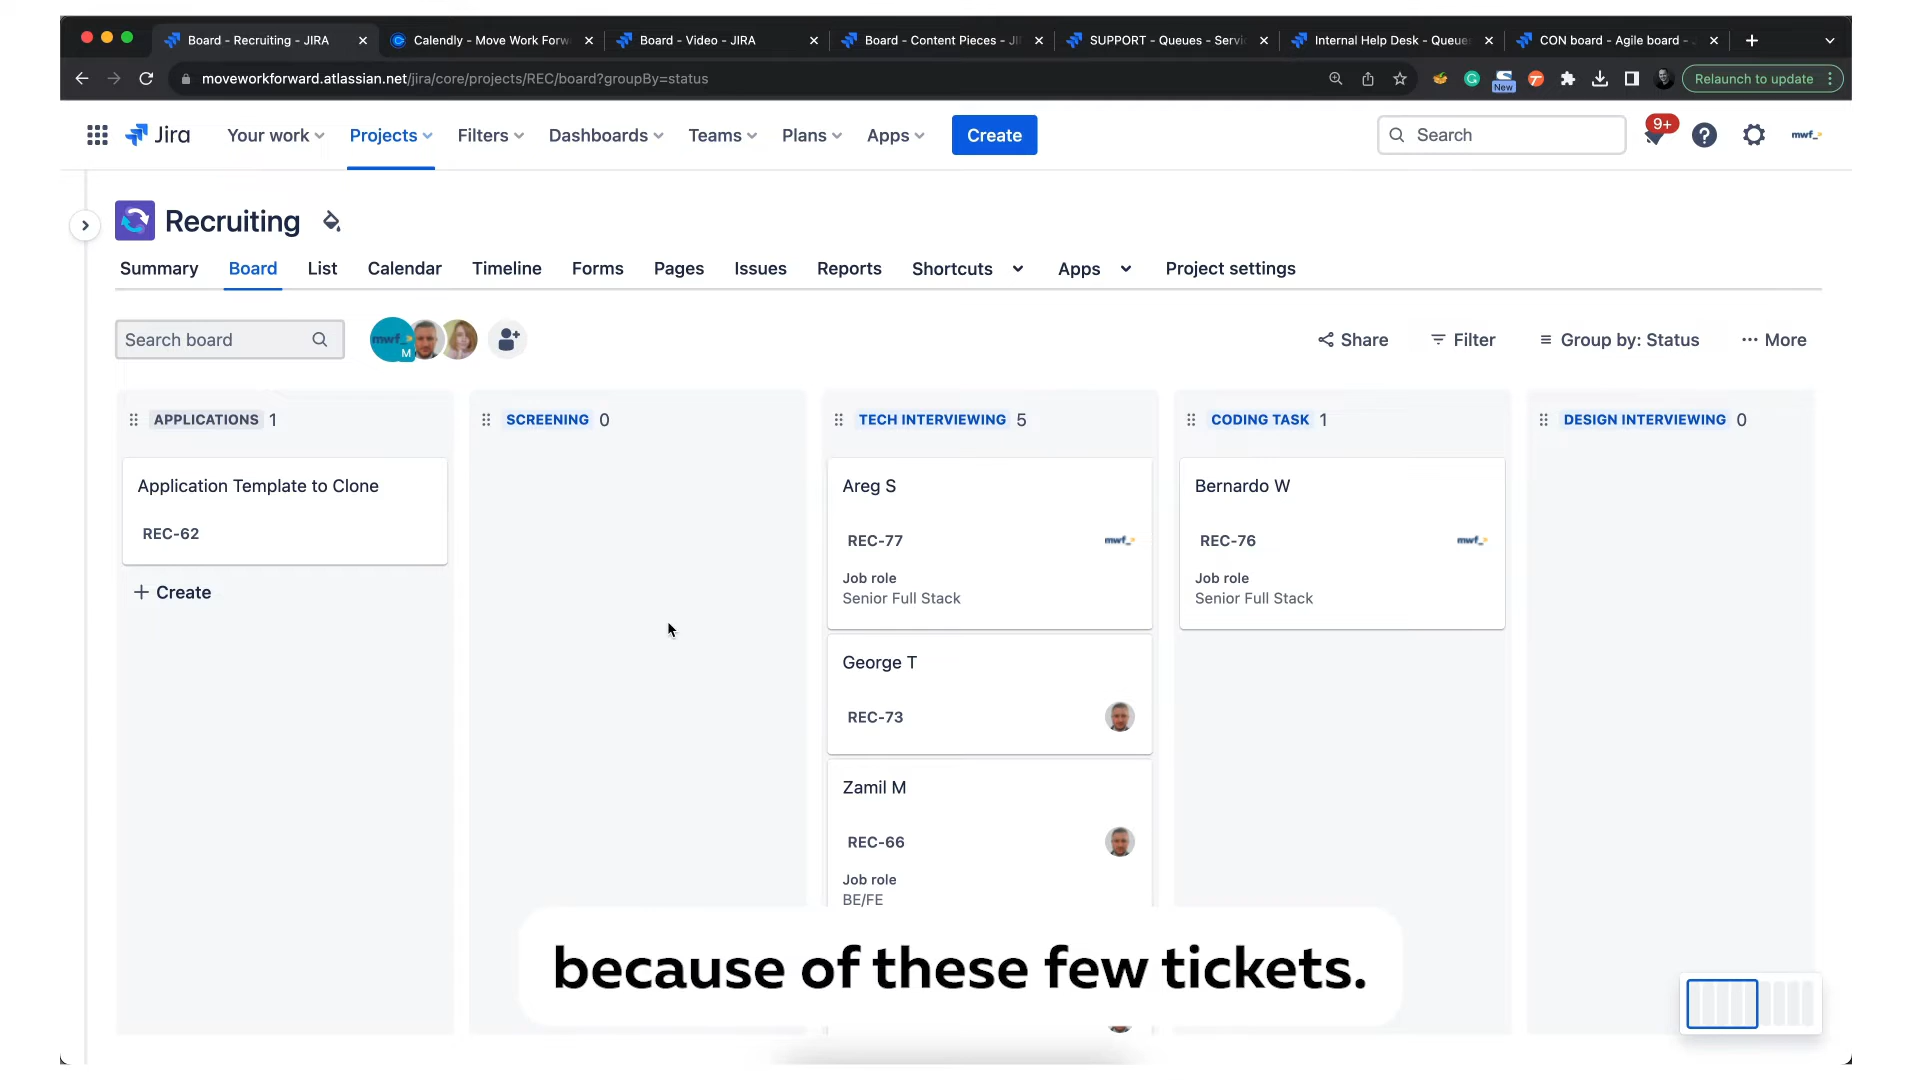 Board - Recruiting - JIRA
Calendly - Move Work Forw
Board - Video - JIRA
Board - Content Pieces - JI
SUPPORT - Queues - Servi
Internal Help Desk - Queue
CON board - Agile board -
moveworkforward.atlassian.net/jira/core/projects/REC/board?groupBy=status
New
Relaunch to update
Jira
Your work
Projects
Filters
Dashboards
Teams
Plans
Apps
Create
Search
9+
mwf_
Recruiting
Summary
Board
List
Calendar
Timeline
Forms
Pages
Issues
Reports
Shortcuts
Apps
Project settings
Search board
mwf_
M
Share
Filter
Group by: Status
More
APPLICATIONS 1
SCREENING 0
TECH INTERVIEWING 5
CODING TASK 1
DESIGN INTERVIEWING 0
Application Template to Clone
REC-62
+ Create
Areg S
REC-77
mwf_
Job role
Senior Full Stack
George T
REC-73
Zamil M
REC-66
Job role
BE/FE
Bernardo W
REC-76
mwf_
Job role
Senior Full Stack
because of these few tickets.